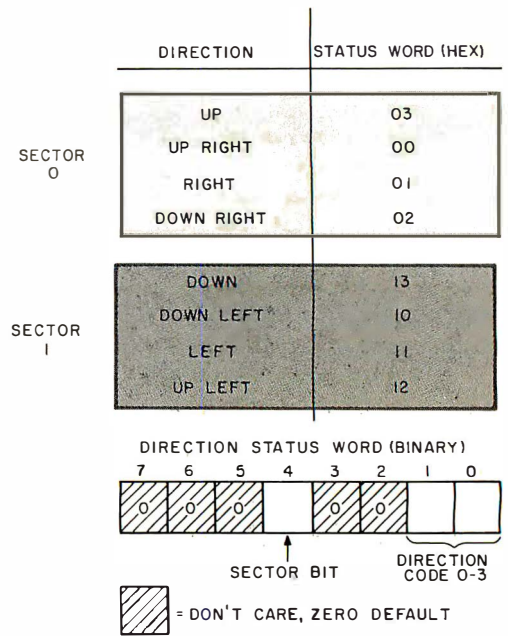 DIRECTION STATUS WORD (HEX)
SECTOR 0
UP 03
UP RIGHT 00
RIGHT 01
DOWN RIGHT 02
SECTOR 1
DOWN 13
DOWN LEFT 10
LEFT 11
UP LEFT 12
DIRECTION STATUS WORD (BINARY)
7 6 5 4 3 2 1 0
0 0 0 0 0
SECTOR BIT
DIRECTION
CODE 0-3
= DON'T CARE, ZERO DEFAULT